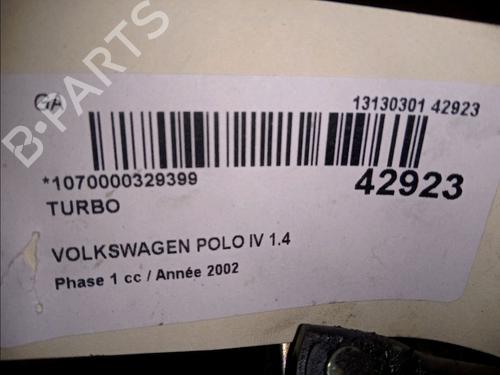 B-PARTS
GA
13130301 42923
*1070000329399
42923
TURBO
VOLKSWAGEN POLO IV 1.4
Phase 1 cc / Année 2002